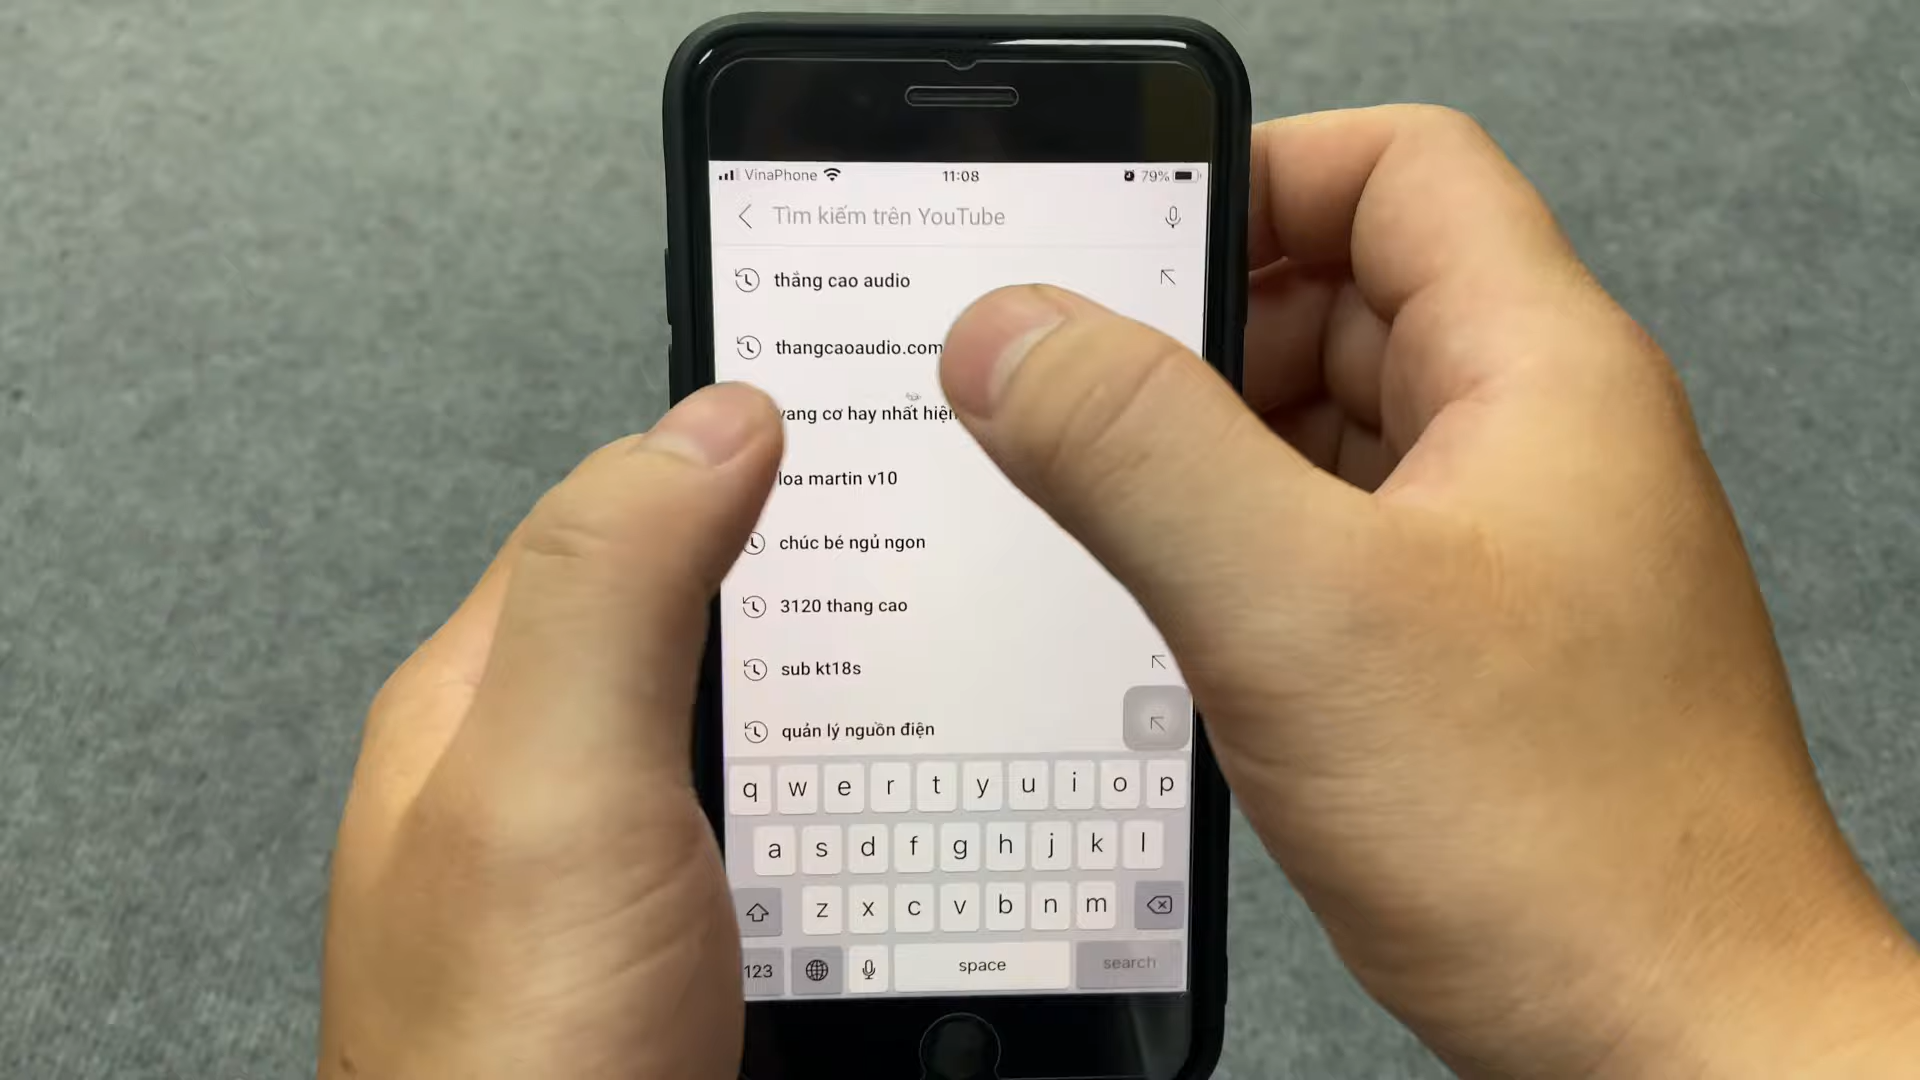 VinaPhone 11:08 79%
Tìm kiếm trên YouTube
thắng cao audio
thangcaoaudio.com
vang cơ hay nhất hiện
loa martin v10
chúc bé ngủ ngon
3120 thang cao
sub kt18s
quản lý nguồn điện
q w e r t y u i o p
a s d f g h j k l
z x c v b n m
123 space search